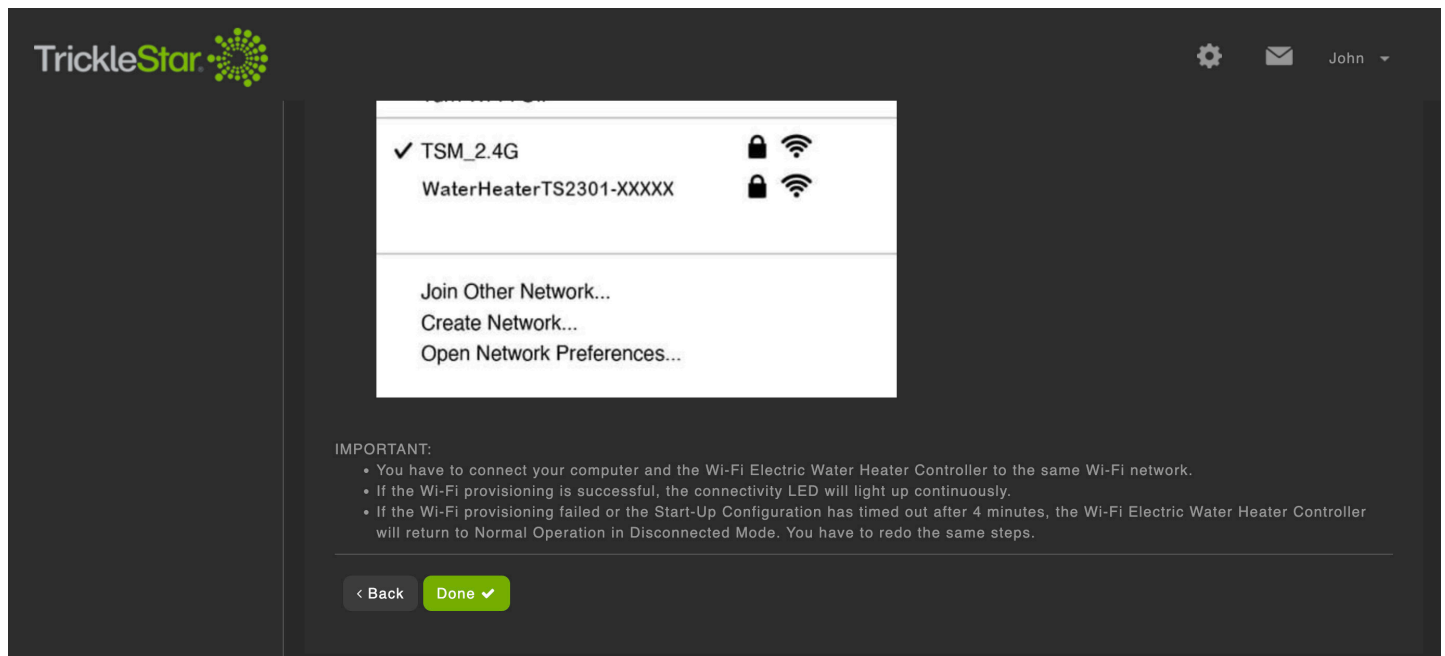 TrickleStar
John
TSM_2.4G
WaterHeaterTS2301-XXXXX
Join Other Network...
Create Network...
Open Network Preferences...
IMPORTANT:
• You have to connect your computer and the Wi-Fi Electric Water Heater Controller to the same Wi-Fi network.
• If the Wi-Fi provisioning is successful, the connectivity LED will light up continuously.
• If the Wi-Fi provisioning failed or the Start-Up Configuration has timed out after 4 minutes, the Wi-Fi Electric Water Heater Controller
will return to Normal Operation in Disconnected Mode. You have to redo the same steps.
< Back
Done ✔